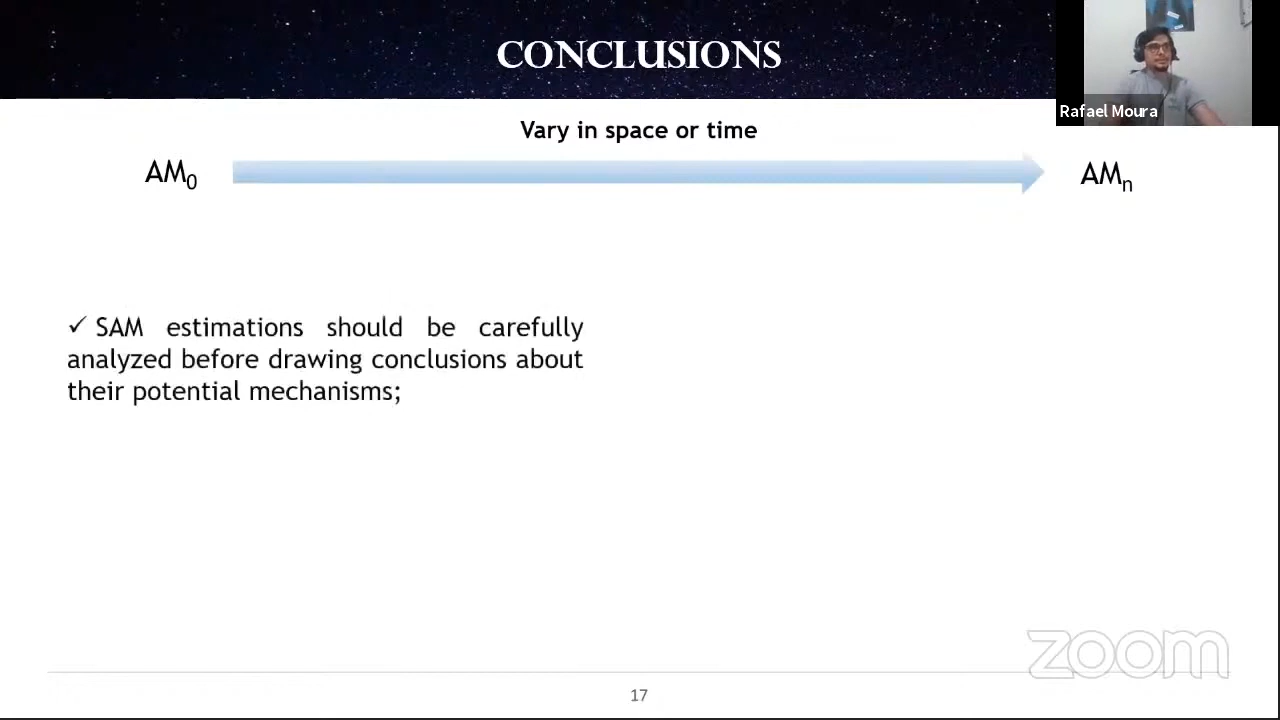 CONCLUSIONS
Rafael Moura
Vary in space or time
AM0
AMn
✓ SAM estimations should be carefully
analyzed before drawing conclusions about
their potential mechanisms;
zoom
17